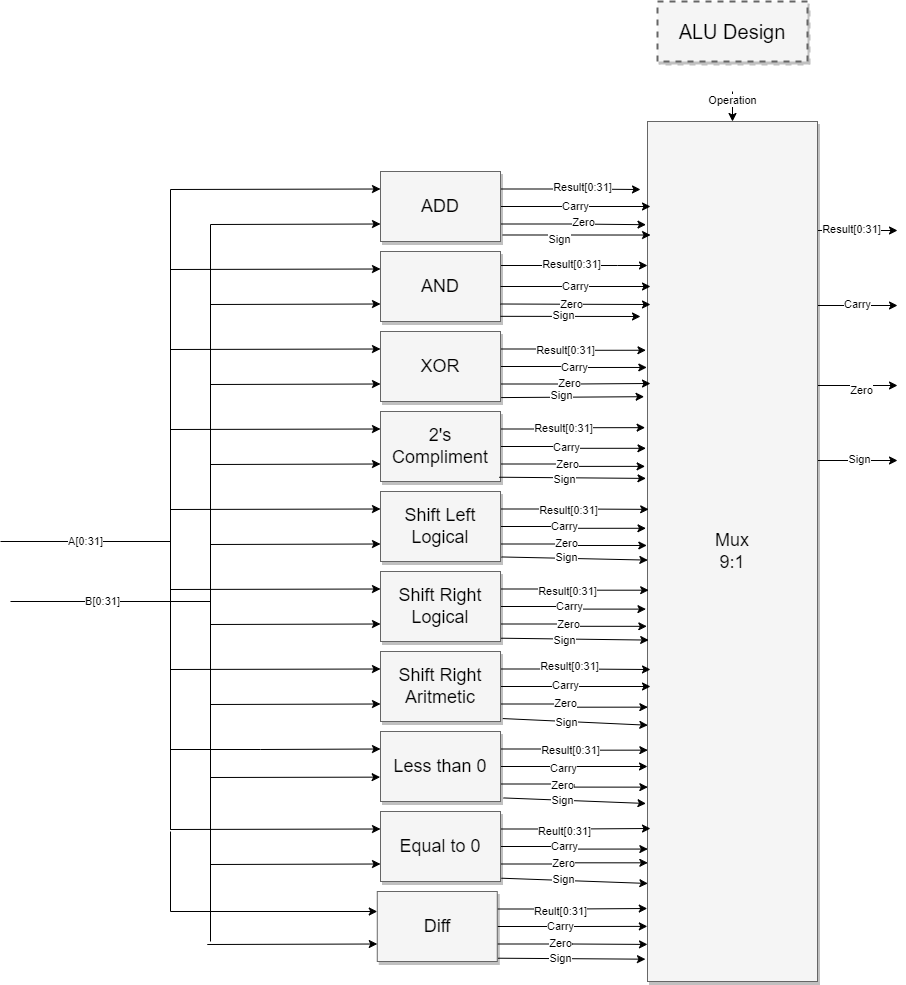 ALU Design
Operation
ADD
Result[0:31]
Carry
Zero
Sign
AND
Result[0:31]
Carry
Zero
Sign
XOR
Result[0:31]
Carry
Zero
Sign
2's
Compliment
Result[0:31]
Carry
Zero
Sign
Shift Left
Logical
Result[0:31]
Carry
Zero
Sign
Shift Right
Logical
Result[0:31]
Carry
Zero
Sign
Shift Right
Aritmetic
Result[0:31]
Carry
Zero
Sign
Less than 0
Result[0:31]
Carry
Zero
Sign
Equal to 0
Reult[0:31]
Carry
Zero
Sign
Diff
Reult[0:31]
Carry
Zero
Sign
A[0:31]
B[0:31]
Mux
9:1
Result[0:31]
Carry
Zero
Sign